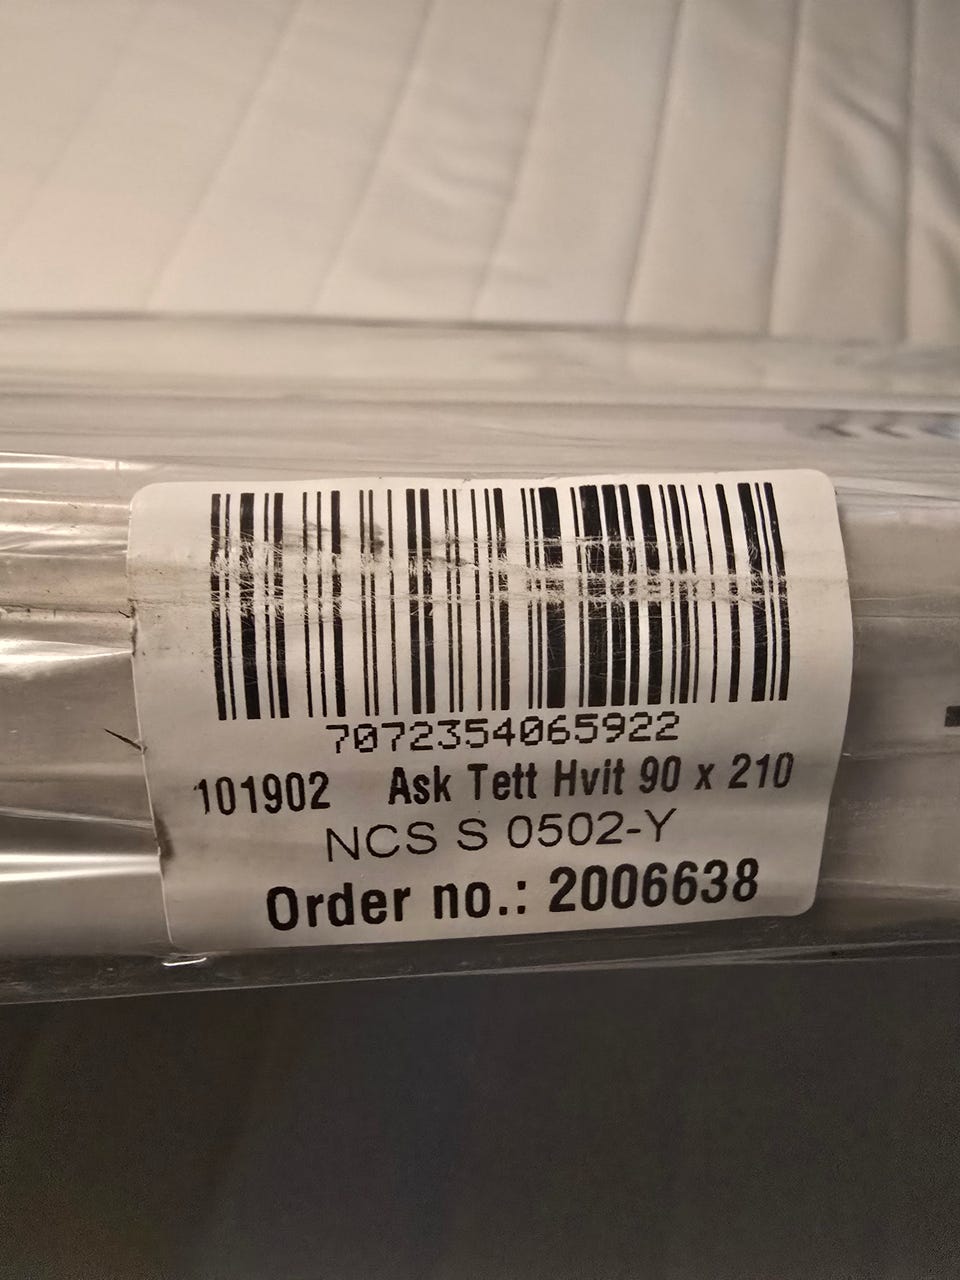 7072354065922
101902 Ask Tett Hvit 90 x 210
NCS S 0502-Y
Order no.: 2006638